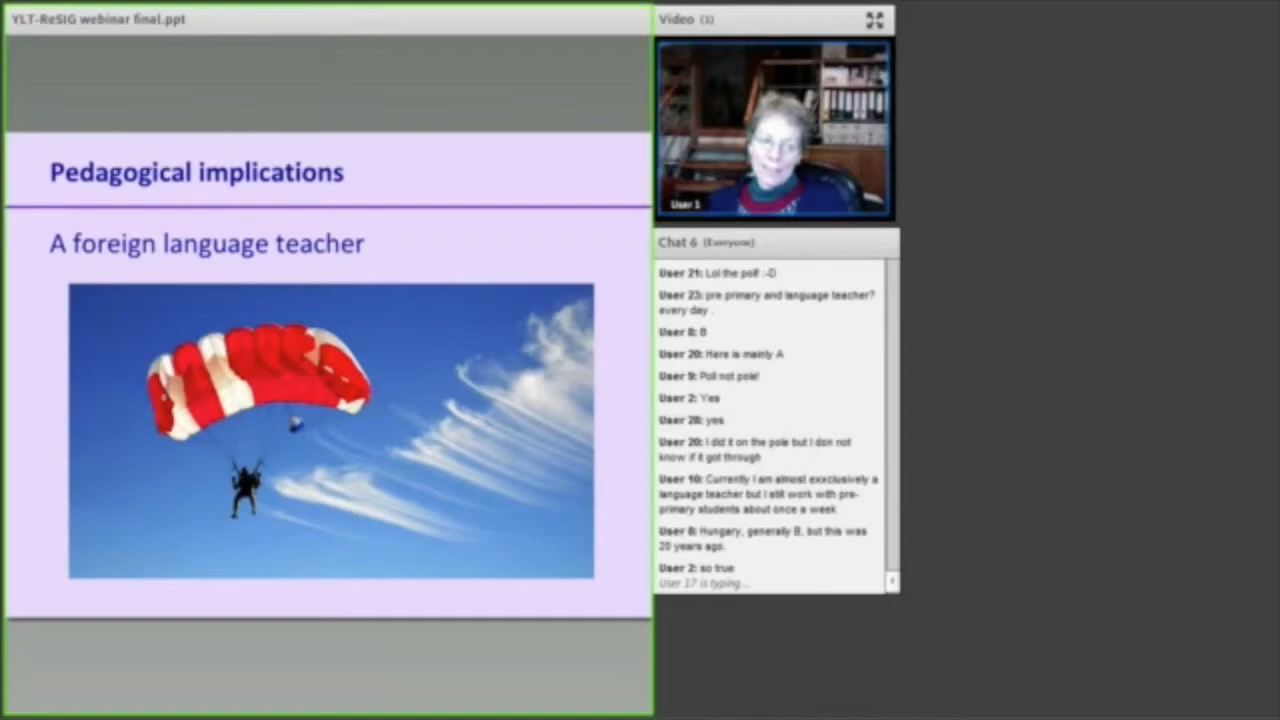 YLT-ReSIG webinar final.ppt
Pedagogical implications
A foreign language teacher
Video (1)
User 1
Chat 6 (Everyone)
User 21: Lol the poll! :-D
User 23: pre primary and language teacher?
every day .
User 8: B
User 20: Here is mainly A
User 9: Poll not pole!
User 2: Yes
User 28: yes
User 20: I did it on the pole but I don not
know if it got through
User 10: Currently I am almost exxclusively a
language teacher but I still work with pre-
primary students about once a week
User 8: Hungary, generally B, but this was
20 years ago.
User 2: so true
User 17 is typing...